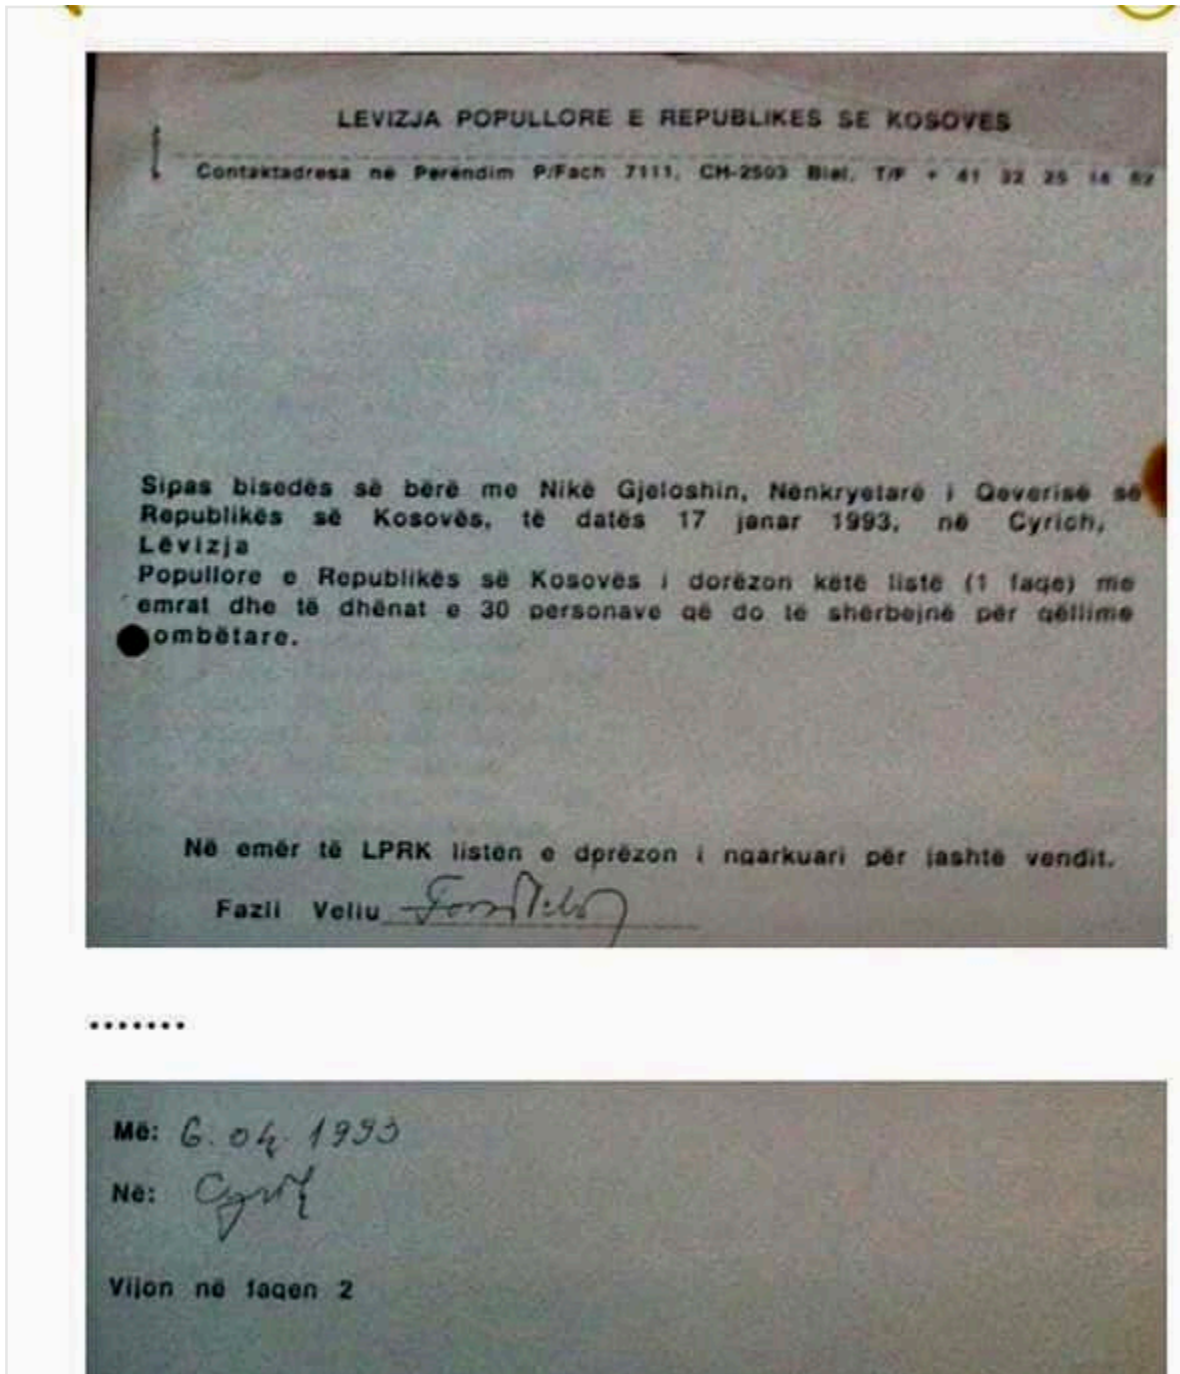 LEVIZJA POPULLORE E REPUBLIKES SE KOSOVES
Contaktadresa në Perëndim P/Fach 7111, CH-2503 Biel, T/F + 41 32 25 14 62
Sipas bisedës së bërë me Nikë Gjeloshin, Nënkryetarë i Qeverisë së
Republikës së Kosovës, të datës 17 janar 1993, në Cyrich,
Lëvizja
Popullore e Republikës së Kosovës i dorëzon këtë listë (1 faqe) me
emrat dhe të dhënat e 30 personave që do të shërbejnë për qëllime
ombëtare.
Në emër të LPRK listën e dorëzon i ngarkuari për jashtë vendit.
Fazli Veliu
.......
Më: 6.04.1993
Në: Cyrih
Vijon në faqen 2